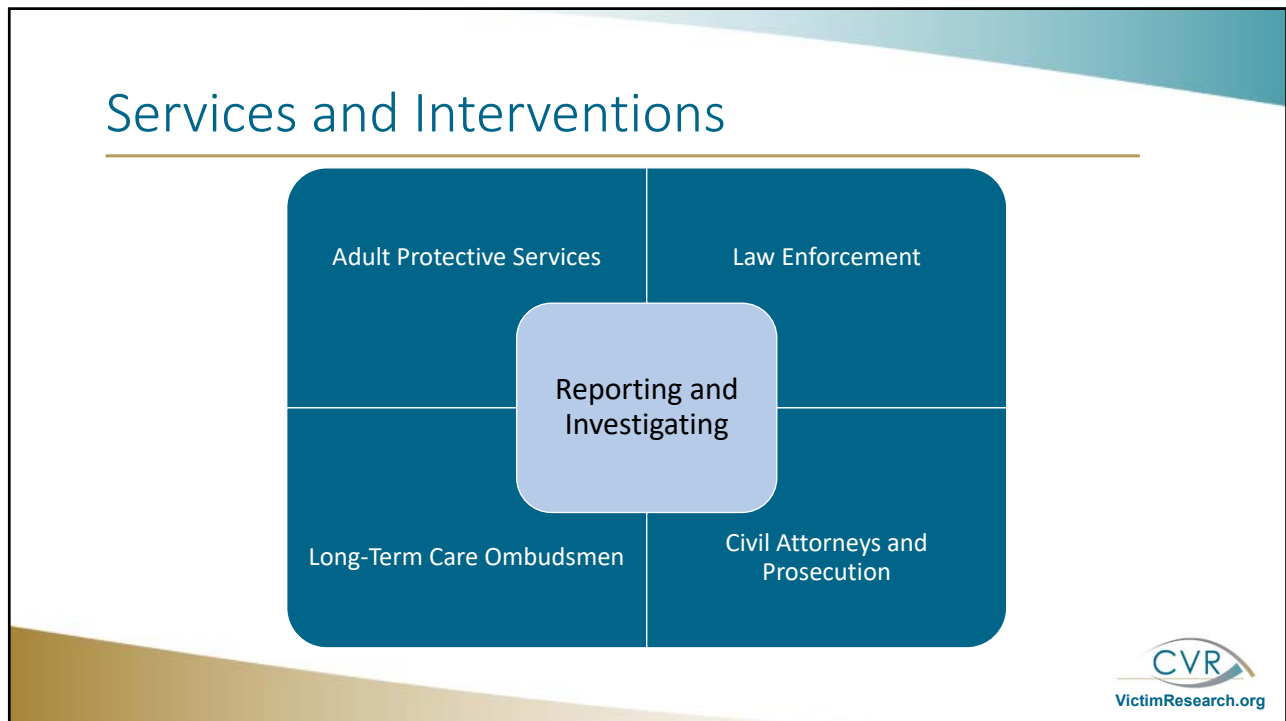 Services and Interventions
Adult Protective Services
Law Enforcement
Reporting and
Investigating
Long-Term Care Ombudsmen
Civil Attorneys and
Prosecution
CVR
VictimResearch.org